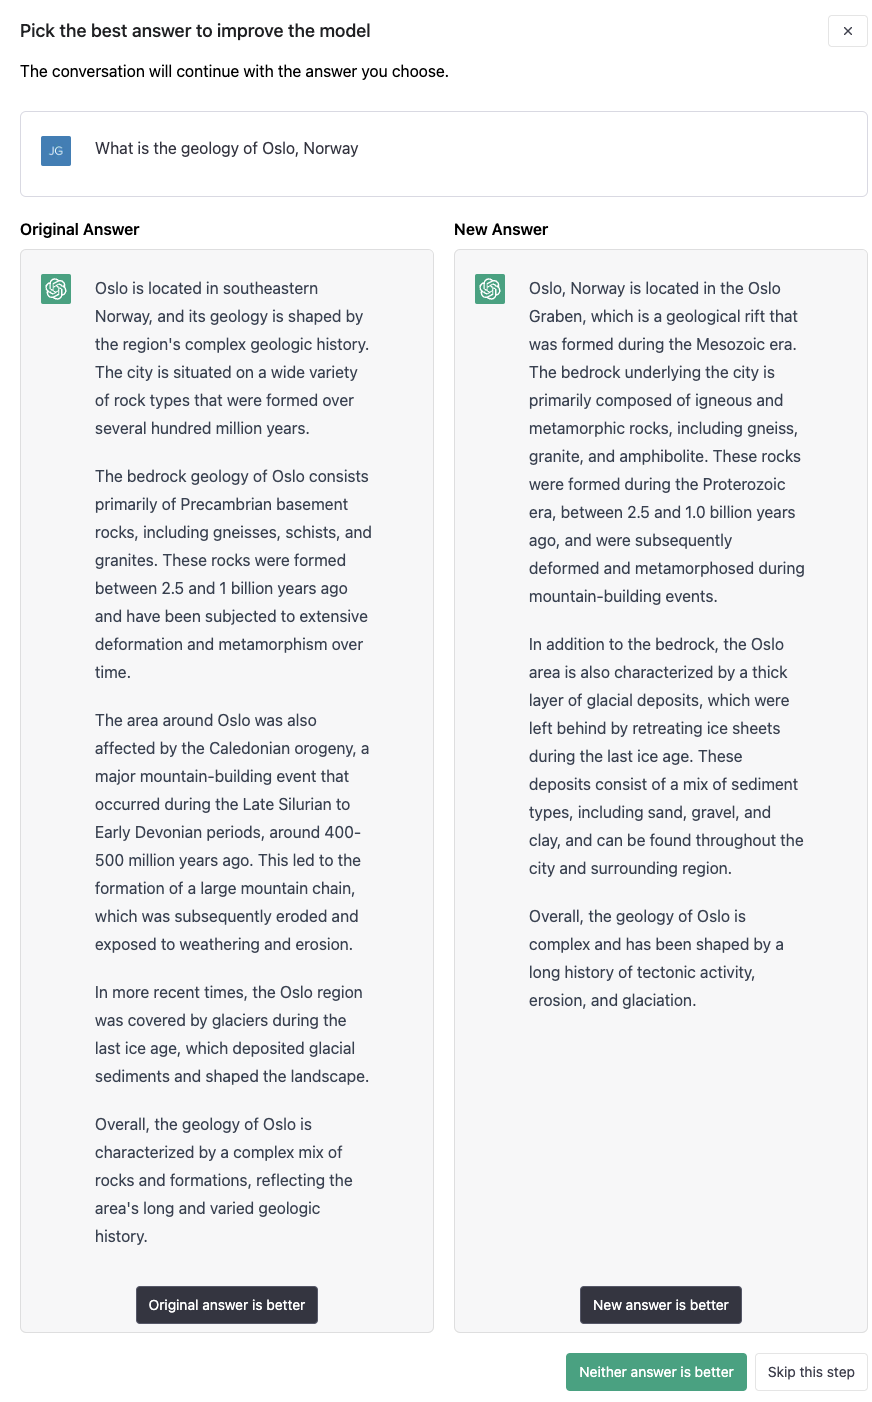 Pick the best answer to improve the model
×
The conversation will continue with the answer you choose.
JG
What is the geology of Oslo, Norway
Original Answer
Oslo is located in southeastern
Norway, and its geology is shaped by
the region's complex geologic history.
The city is situated on a wide variety
of rock types that were formed over
several hundred million years.
The bedrock geology of Oslo consists
primarily of Precambrian basement
rocks, including gneisses, schists, and
granites. These rocks were formed
between 2.5 and 1 billion years ago
and have been subjected to extensive
deformation and metamorphism over
time.
The area around Oslo was also
affected by the Caledonian orogeny, a
major mountain-building event that
occurred during the Late Silurian to
Early Devonian periods, around 400-
500 million years ago. This led to the
formation of a large mountain chain,
which was subsequently eroded and
exposed to weathering and erosion.
In more recent times, the Oslo region
was covered by glaciers during the
last ice age, which deposited glacial
sediments and shaped the landscape.
Overall, the geology of Oslo is
characterized by a complex mix of
rocks and formations, reflecting the
area's long and varied geologic
history.
Original answer is better
New Answer
Oslo, Norway is located in the Oslo
Graben, which is a geological rift that
was formed during the Mesozoic era.
The bedrock underlying the city is
primarily composed of igneous and
metamorphic rocks, including gneiss,
granite, and amphibolite. These rocks
were formed during the Proterozoic
era, between 2.5 and 1.0 billion years
ago, and were subsequently
deformed and metamorphosed during
mountain-building events.
In addition to the bedrock, the Oslo
area is also characterized by a thick
layer of glacial deposits, which were
left behind by retreating ice sheets
during the last ice age. These
deposits consist of a mix of sediment
types, including sand, gravel, and
clay, and can be found throughout the
city and surrounding region.
Overall, the geology of Oslo is
complex and has been shaped by a
long history of tectonic activity,
erosion, and glaciation.
New answer is better
Neither answer is better
Skip this step